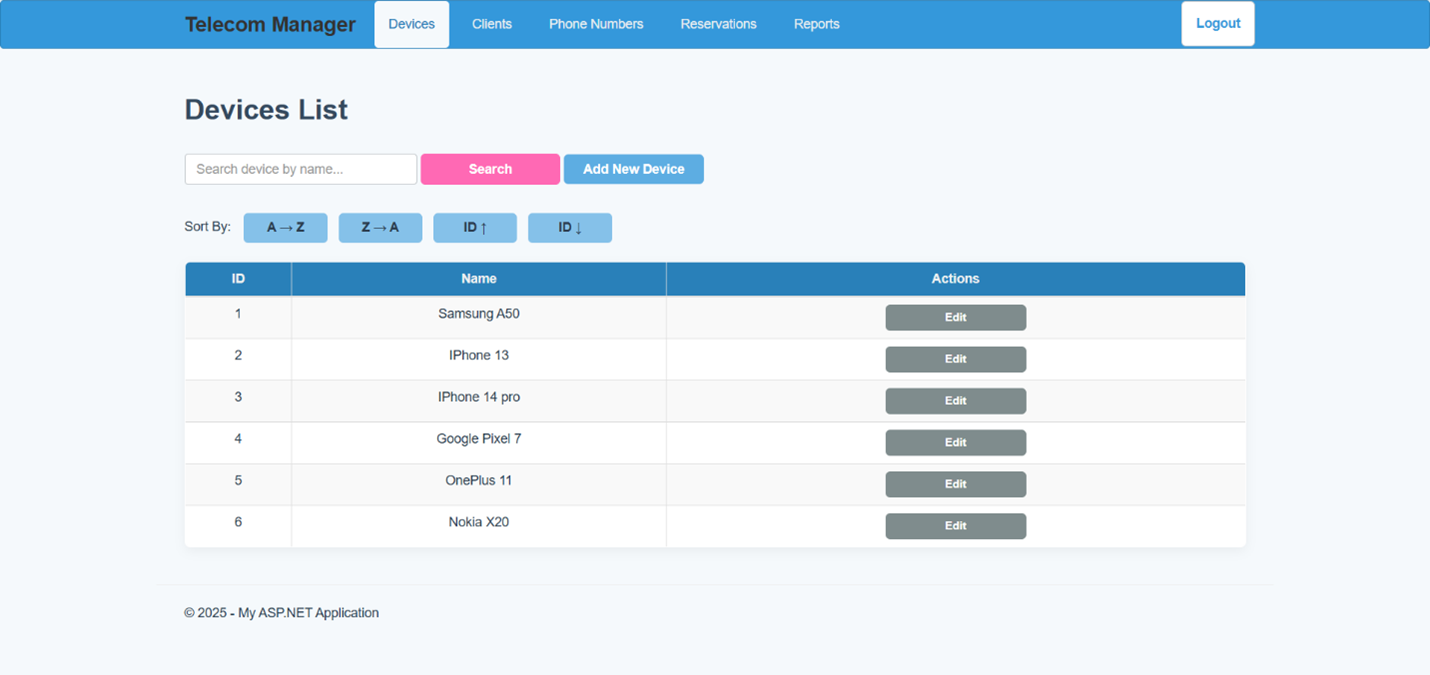 Telecom Manager Devices Clients Phone Numbers Reservations Reports Logout
Devices List
Search device by name... Search Add New Device
Sort By: A → Z Z → A ID ↑ ID ↓
ID Name Actions
1 Samsung A50 Edit
2 IPhone 13 Edit
3 IPhone 14 pro Edit
4 Google Pixel 7 Edit
5 OnePlus 11 Edit
6 Nokia X20 Edit
© 2025 - My ASP.NET Application